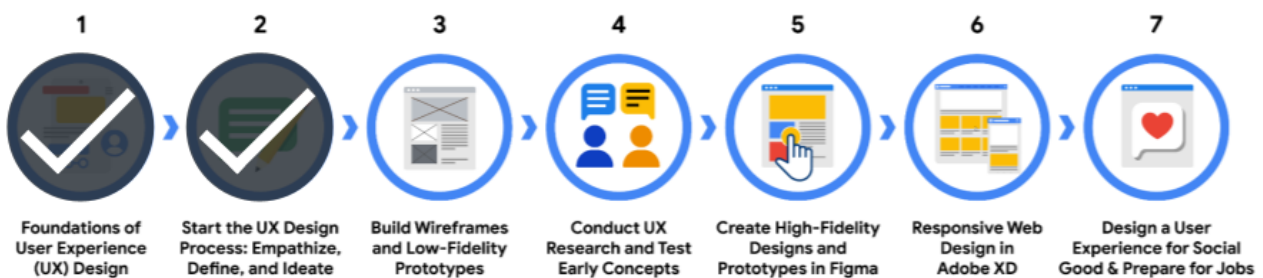 1
2
3
4
5
6
7
Foundations of
User Experience
(UX) Design
Start the UX Design
Process: Empathize,
Define, and Ideate
Build Wireframes
and Low-Fidelity
Prototypes
Conduct UX
Research and Test
Early Concepts
Create High-Fidelity
Designs and
Prototypes in Figma
Responsive Web
Design in
Adobe XD
Design a User
Experience for Social
Good & Prepare for Jobs